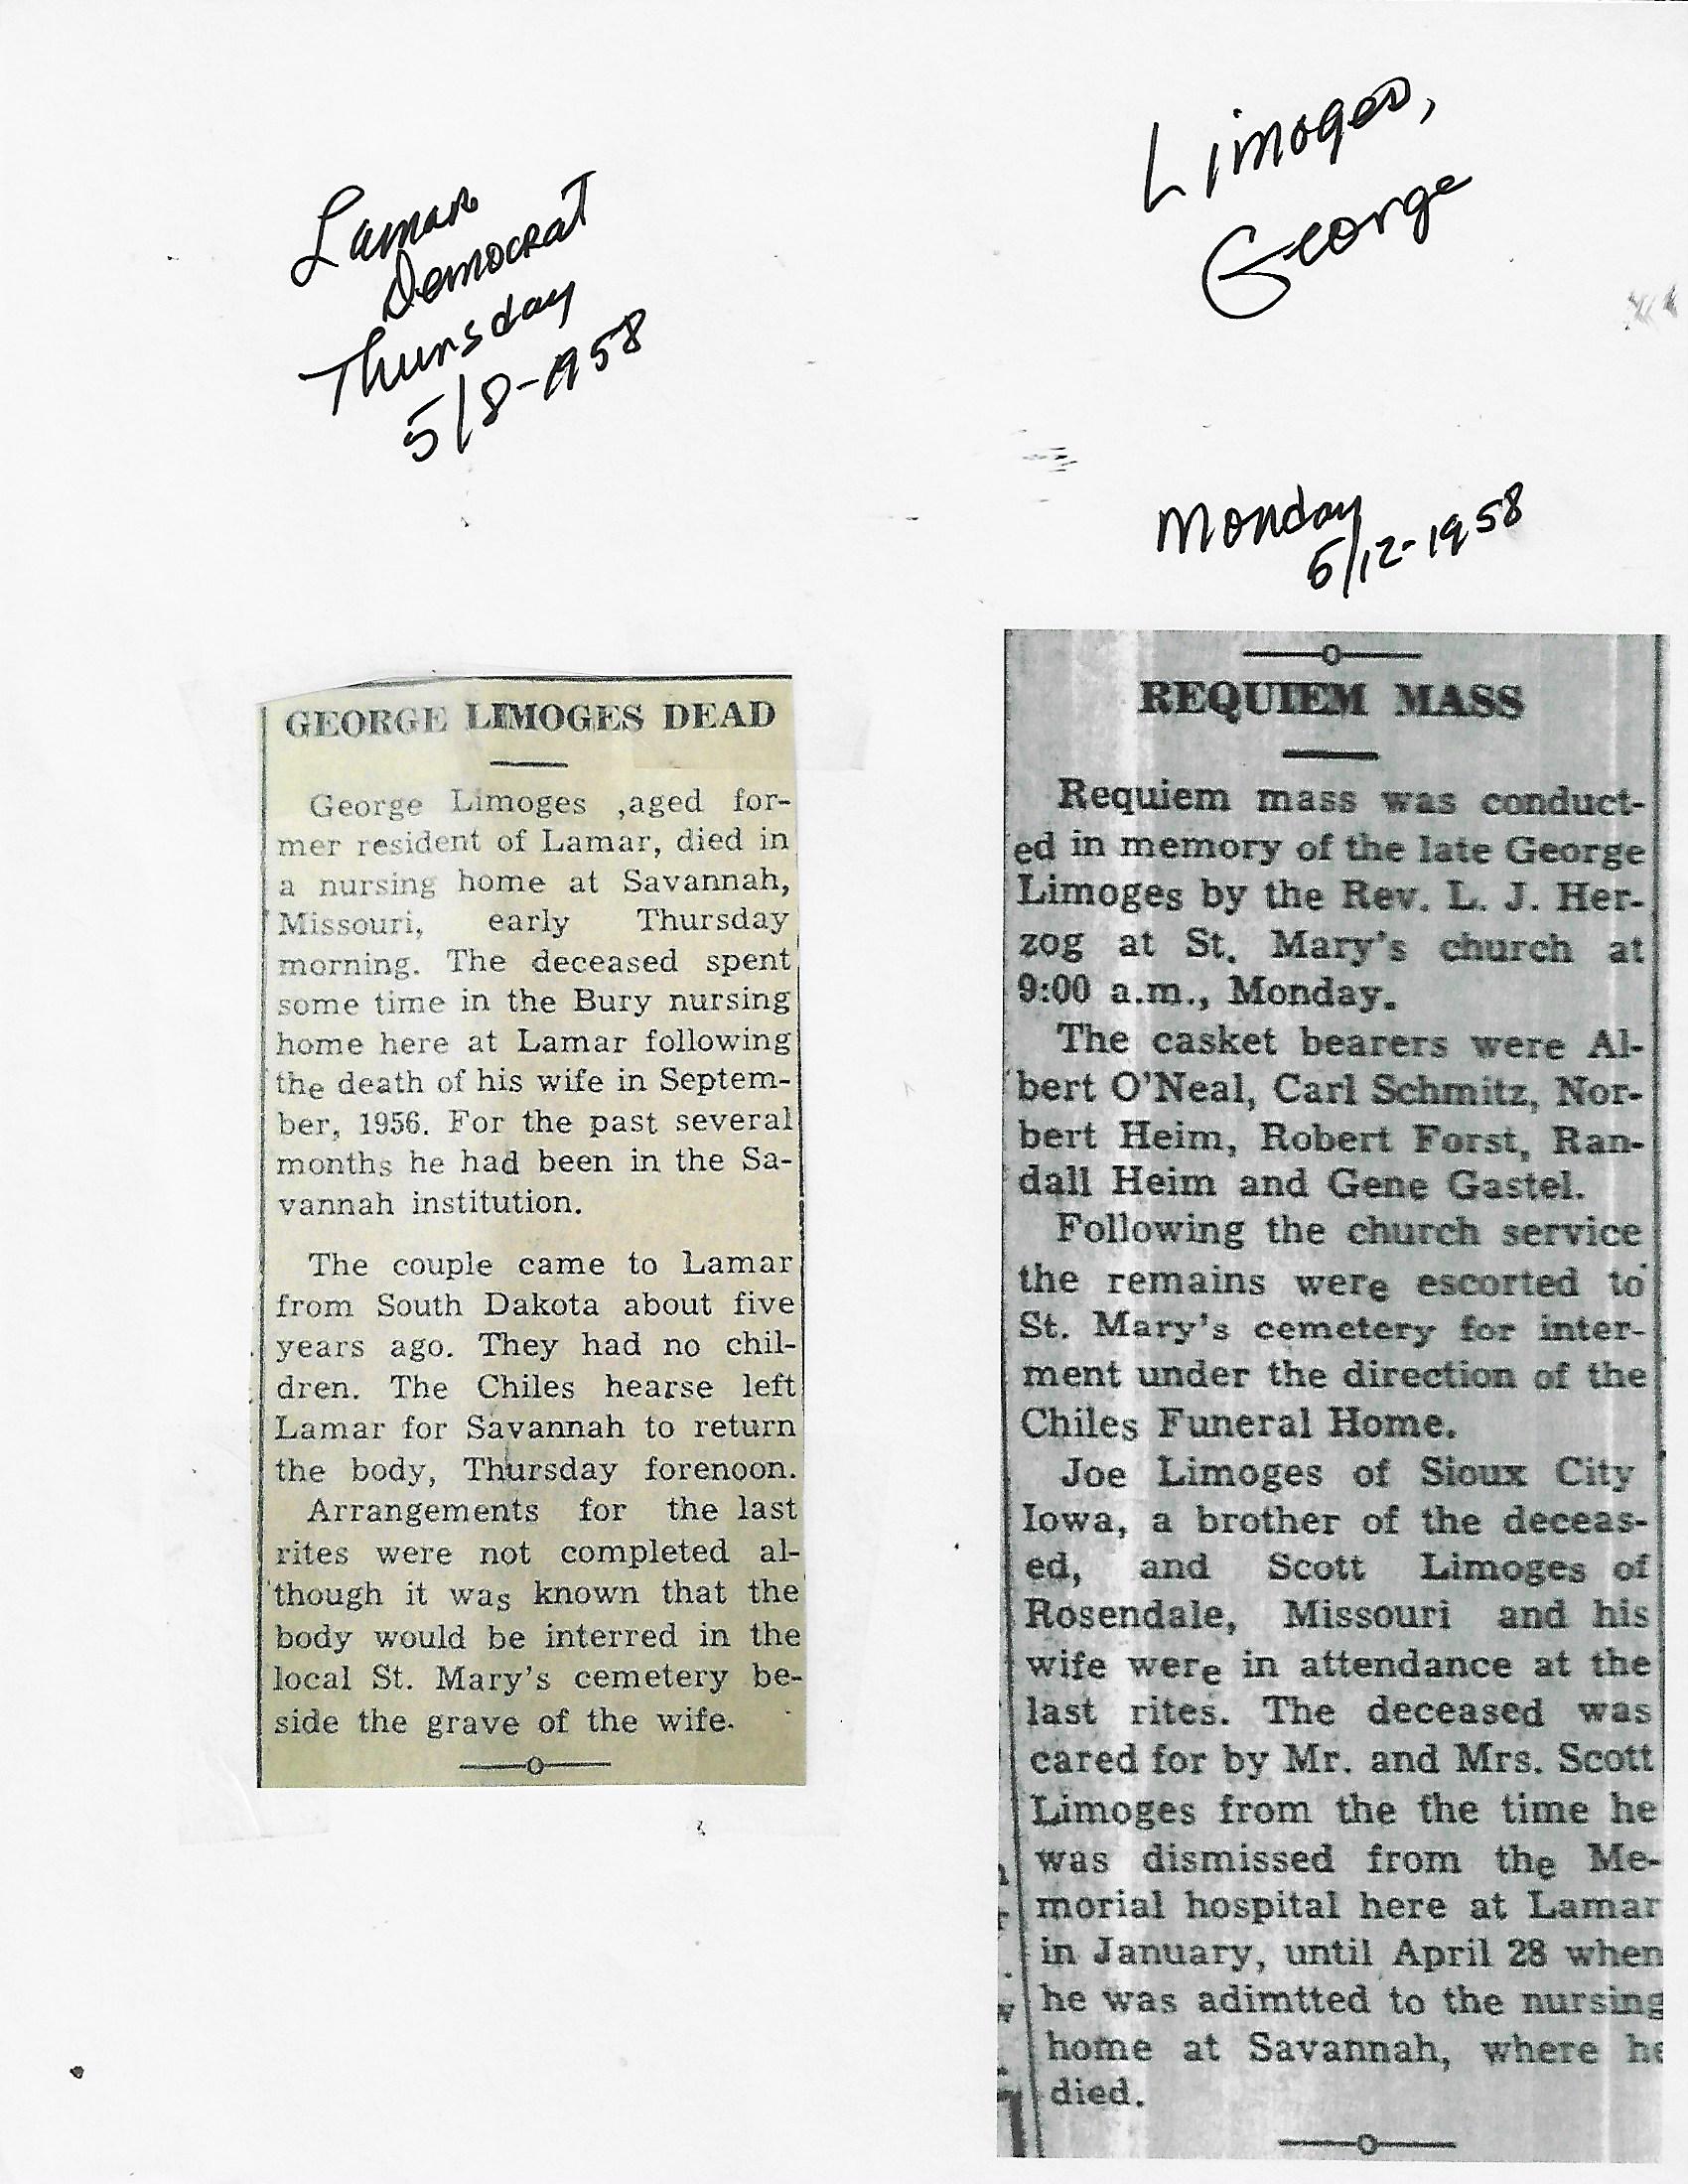 Limoges,
George
Lamar
Democrat
Thursday
5/8-1958
Monday
5/12-1958
GEORGE LIMOGES DEAD
George Limoges ,aged for-
mer resident of Lamar, died in
a nursing home at Savannah,
Missouri, early Thursday
morning. The deceased spent
some time in the Bury nursing
home here at Lamar following
the death of his wife in Septem-
ber, 1956. For the past several
months he had been in the Sa-
vannah institution.
The couple came to Lamar
from South Dakota about five
years ago. They had no chil-
dren. The Chiles hearse left
Lamar for Savannah to return
the body, Thursday forenoon.
Arrangements for the last
rites were not completed al-
though it was known that the
body would be interred in the
local St. Mary's cemetery be-
side the grave of the wife.
REQUIEM MASS
Requiem mass was conduct-
ed in memory of the late George
Limoges by the Rev. L. J. Her-
zog at St. Mary's church at
9:00 a.m., Monday.
The casket bearers were Al-
bert O'Neal, Carl Schmitz, Nor-
bert Heim, Robert Forst, Ran-
dall Heim and Gene Gastel.
Following the church service
the remains were escorted to
St. Mary's cemetery for inter-
ment under the direction of the
Chiles Funeral Home.
Joe Limoges of Sioux City
Iowa, a brother of the deceas-
ed, and Scott Limoges of
Rosendale, Missouri and his
wife were in attendance at the
last rites. The deceased was
cared for by Mr. and Mrs. Scott
Limoges from the the time he
was dismissed from the Me-
morial hospital here at Lamar
in January, until April 28 when
he was adimtted to the nursing
home at Savannah, where he
died.